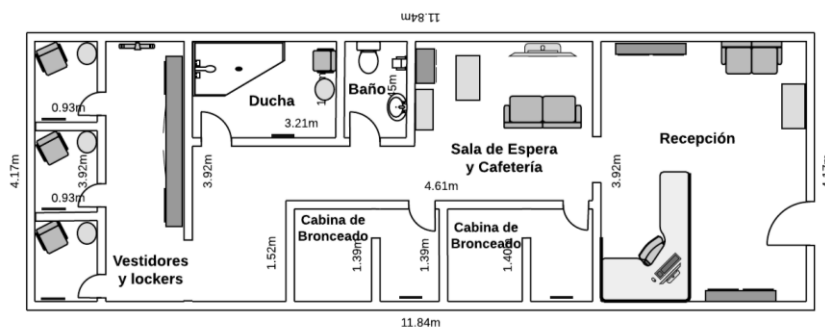 11.84m
0.93m
Ducha
Baño
3.21m
Recepción
Sala de Espera
y Cafetería
4.17m
3.92m
3.92m
4.61m
3.92m
4.17m
0.93m
Cabina de
Bronceado
Cabina de
Bronceado
Vestidores
y lockers
1.52m
1.39m
1.39m
1.40m
11.84m